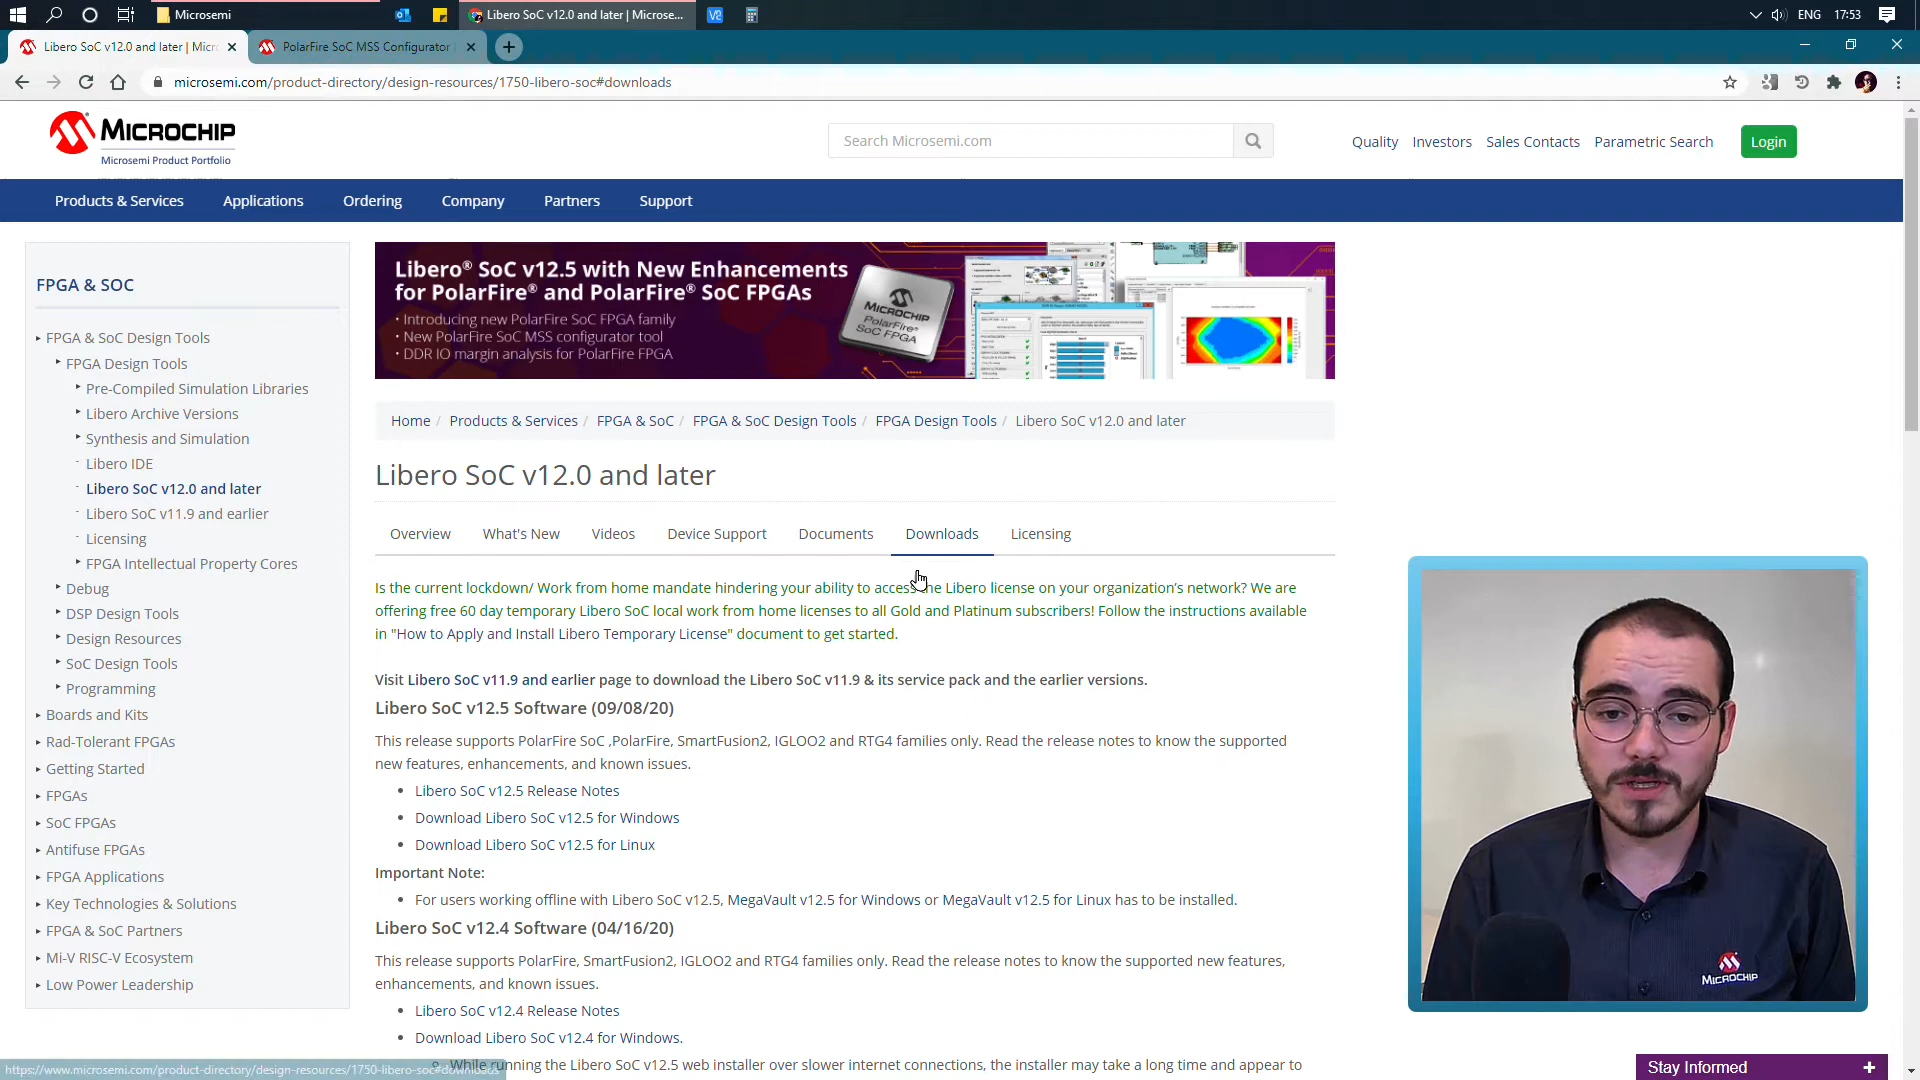 Microsemi
Libero SoC v12.0 and later | Microse...
ENG
17:53
Libero SoC v12.0 and later | Micr
PolarFire SoC MSS Configurator
microsemi.com/product-directory/design-resources/1750-libero-soc#downloads
MICROCHIP
Microsemi Product Portfolio
Search Microsemi.com
Quality
Investors
Sales Contacts
Parametric Search
Login
Products & Services
Applications
Ordering
Company
Partners
Support
FPGA & SOC
FPGA & SoC Design Tools
FPGA Design Tools
Pre-Compiled Simulation Libraries
Libero Archive Versions
Synthesis and Simulation
Libero IDE
Libero SoC v12.0 and later
Libero SoC v11.9 and earlier
Licensing
FPGA Intellectual Property Cores
Debug
DSP Design Tools
Design Resources
SoC Design Tools
Programming
Boards and Kits
Rad-Tolerant FPGAs
Getting Started
FPGAs
SoC FPGAs
Antifuse FPGAs
FPGA Applications
Key Technologies & Solutions
FPGA & SoC Partners
Mi-V RISC-V Ecosystem
Low Power Leadership
Libero® SoC v12.5 with New Enhancements
for PolarFire® and PolarFire® SoC FPGAs
• Introducing new PolarFire SoC FPGA family
• New PolarFire SoC MSS configurator tool
• DDR IO margin analysis for PolarFire FPGA
MICROCHIP
PolarFire®
SoC FPGA
Home / Products & Services / FPGA & SoC / FPGA & SoC Design Tools / FPGA Design Tools / Libero SoC v12.0 and later
Libero SoC v12.0 and later
Overview
What's New
Videos
Device Support
Documents
Downloads
Licensing
Is the current lockdown/ Work from home mandate hindering your ability to access the Libero license on your organization's network? We are
offering free 60 day temporary Libero SoC local work from home licenses to all Gold and Platinum subscribers! Follow the instructions available
in "How to Apply and Install Libero Temporary License" document to get started.
Visit Libero SoC v11.9 and earlier page to download the Libero SoC v11.9 & its service pack and the earlier versions.
Libero SoC v12.5 Software (09/08/20)
This release supports PolarFire SoC ,PolarFire, SmartFusion2, IGLOO2 and RTG4 families only. Read the release notes to know the supported
new features, enhancements, and known issues.
• Libero SoC v12.5 Release Notes
• Download Libero SoC v12.5 for Windows
• Download Libero SoC v12.5 for Linux
Important Note:
• For users working offline with Libero SoC v12.5, MegaVault v12.5 for Windows or MegaVault v12.5 for Linux has to be installed.
Libero SoC v12.4 Software (04/16/20)
This release supports PolarFire, SmartFusion2, IGLOO2 and RTG4 families only. Read the release notes to know the supported new features,
enhancements, and known issues.
• Libero SoC v12.4 Release Notes
• Download Libero SoC v12.4 for Windows.
While running the Libero SoC v12.5 web installer over slower internet connections, the installer may take a long time and appear to
https://www.microsemi.com/product-directory/design-resources/1750-libero-soc#downloads
MICROCHIP
Stay Informed